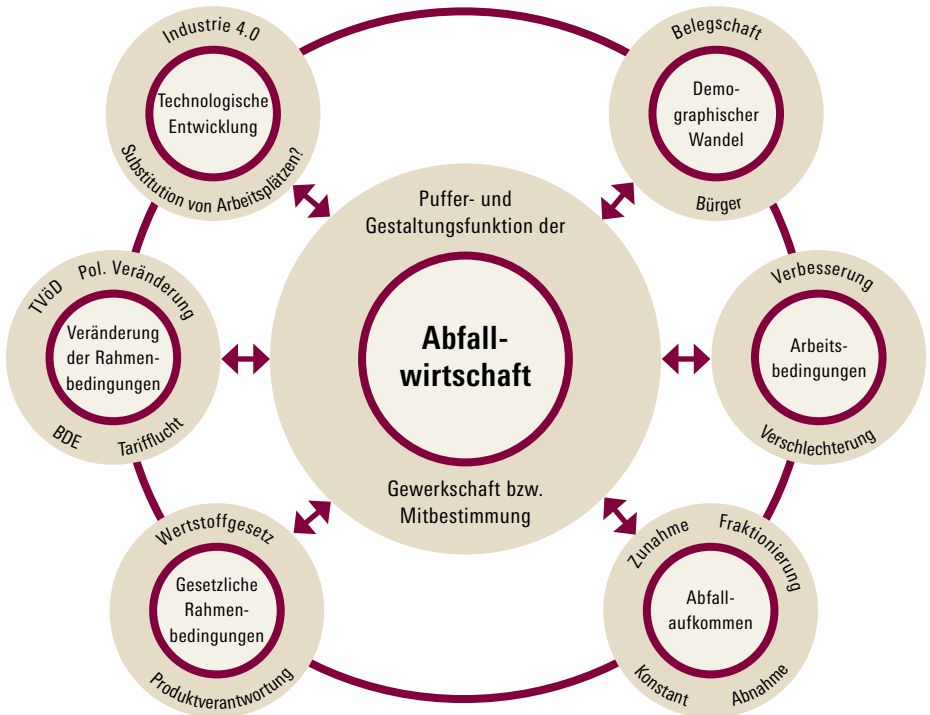 Industrie 4.0
Technologische
Entwicklung
Substitution von Arbeitsplätzen?
Belegschaft
Demo-
graphischer
Wandel
Bürger
Puffer- und
Gestaltungsfunktion der
Abfall-
wirtschaft
Gewerkschaft bzw.
Mitbestimmung
TVöD
Pol. Veränderung
Veränderung
der Rahmen-
bedingungen
BDE
Tarifflucht
Verbesserung
Arbeits-
bedingungen
Verschlechterung
Wertstoffgesetz
Gesetzliche
Rahmen-
bedingungen
Produktverantwortung
Zunahme
Fraktionierung
Abfall-
aufkommen
Konstant
Abnahme